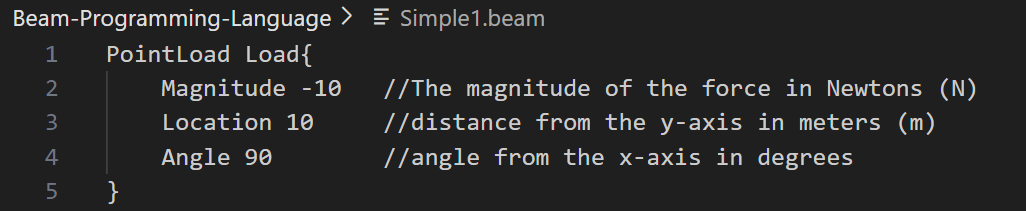 Beam-Programming-Language > Simple1.beam
1 PointLoad Load{
2 Magnitude -10 //The magnitude of the force in Newtons (N)
3 Location 10 //distance from the y-axis in meters (m)
4 Angle 90 //angle from the x-axis in degrees
5 }